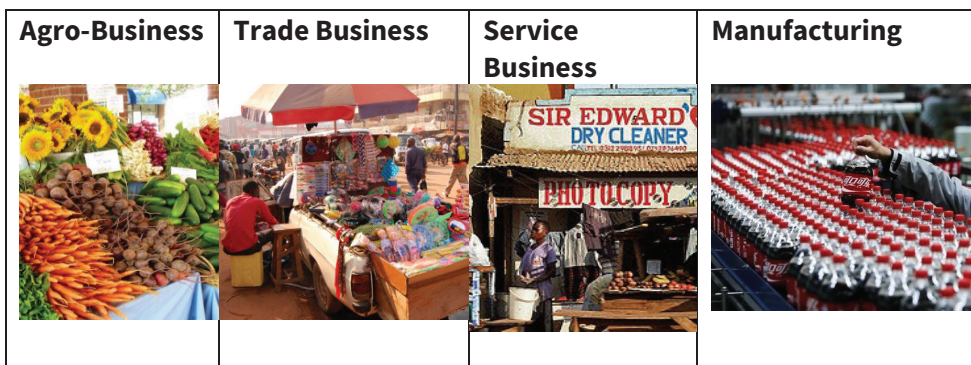 Agro-Business
Trade Business
Service
Business
Manufacturing
SIR EDWARD'
DRY CLEANER
PHOTOCOPY